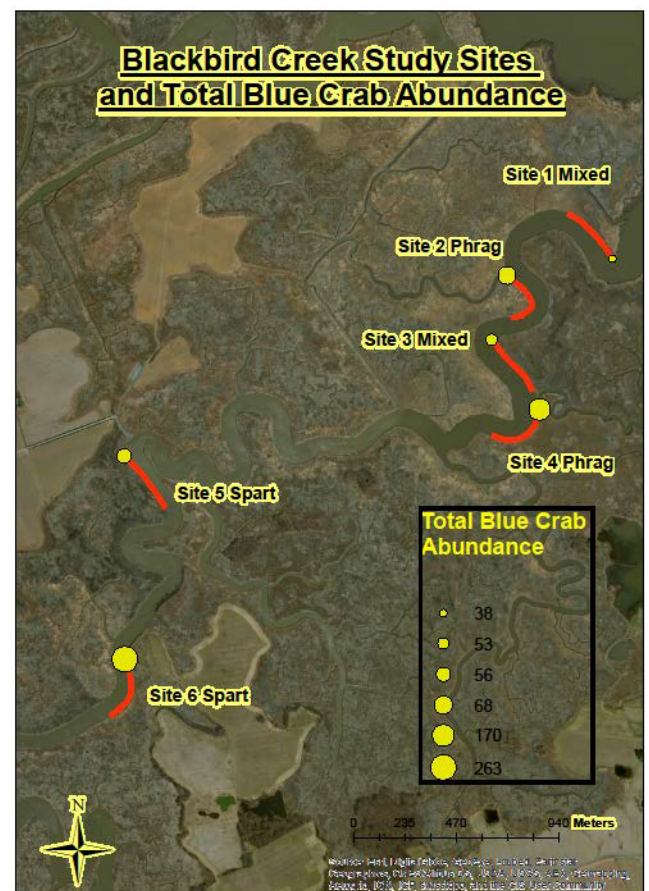 Blackbird Creek Study Sites
and Total Blue Crab Abundance
Site 1 Mixed
Site 2 Phrag
Site 3 Mixed
Site 4 Phrag
Site 5 Spart
Site 6 Spart
Total Blue Crab
Abundance
38
53
56
68
170
263
N
0 235 470 940 Meters
User Community